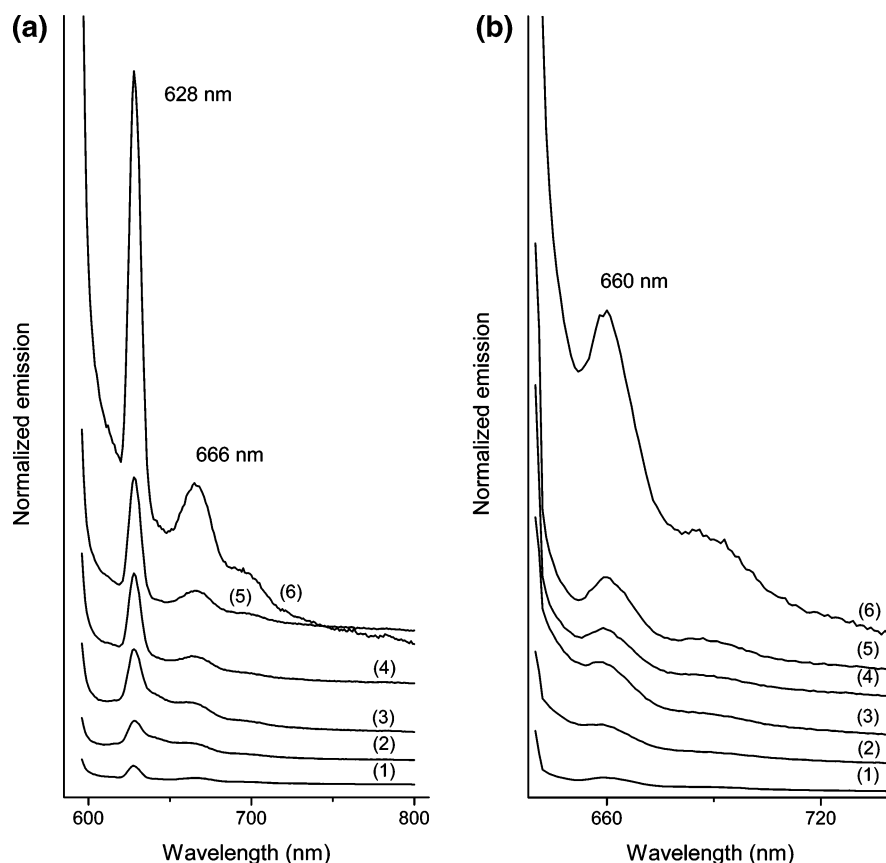 (a)
628 nm
666 nm
(6)
(5)
(4)
(3)
(2)
(1)
Normalized emission
600
700
800
Wavelength (nm)
(b)
660 nm
(6)
(5)
(4)
(3)
(2)
(1)
Normalized emission
660
720
Wavelength (nm)